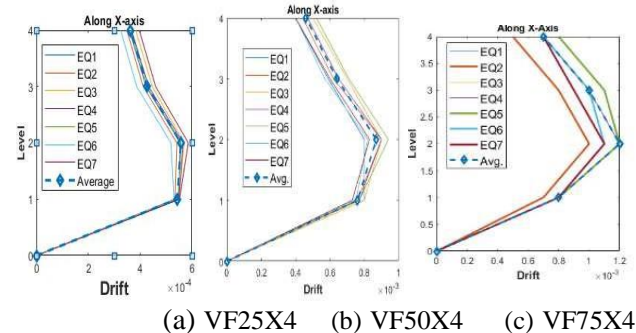 Along X-axis
4
3
2
1
0
Level
EQ1
EQ2
EQ3
EQ4
EQ5
EQ6
EQ7
Average
0
2
4
6
×10⁻⁴
Drift
Along X-axis
4
3
2
1
0
Level
EQ1
EQ2
EQ3
EQ4
EQ5
EQ6
EQ7
Avg.
0
0.2
0.4
0.6
0.8
1
×10⁻³
Drift
Along X-Axis
4
3.5
3
2.5
2
1.5
1
0.5
0
Level
EQ1
EQ2
EQ3
EQ4
EQ5
EQ6
EQ7
Avg.
0
0.2
0.4
0.6
0.8
1
1.2
×10⁻³
Drift
(a) VF25X4 (b) VF50X4 (c) VF75X4